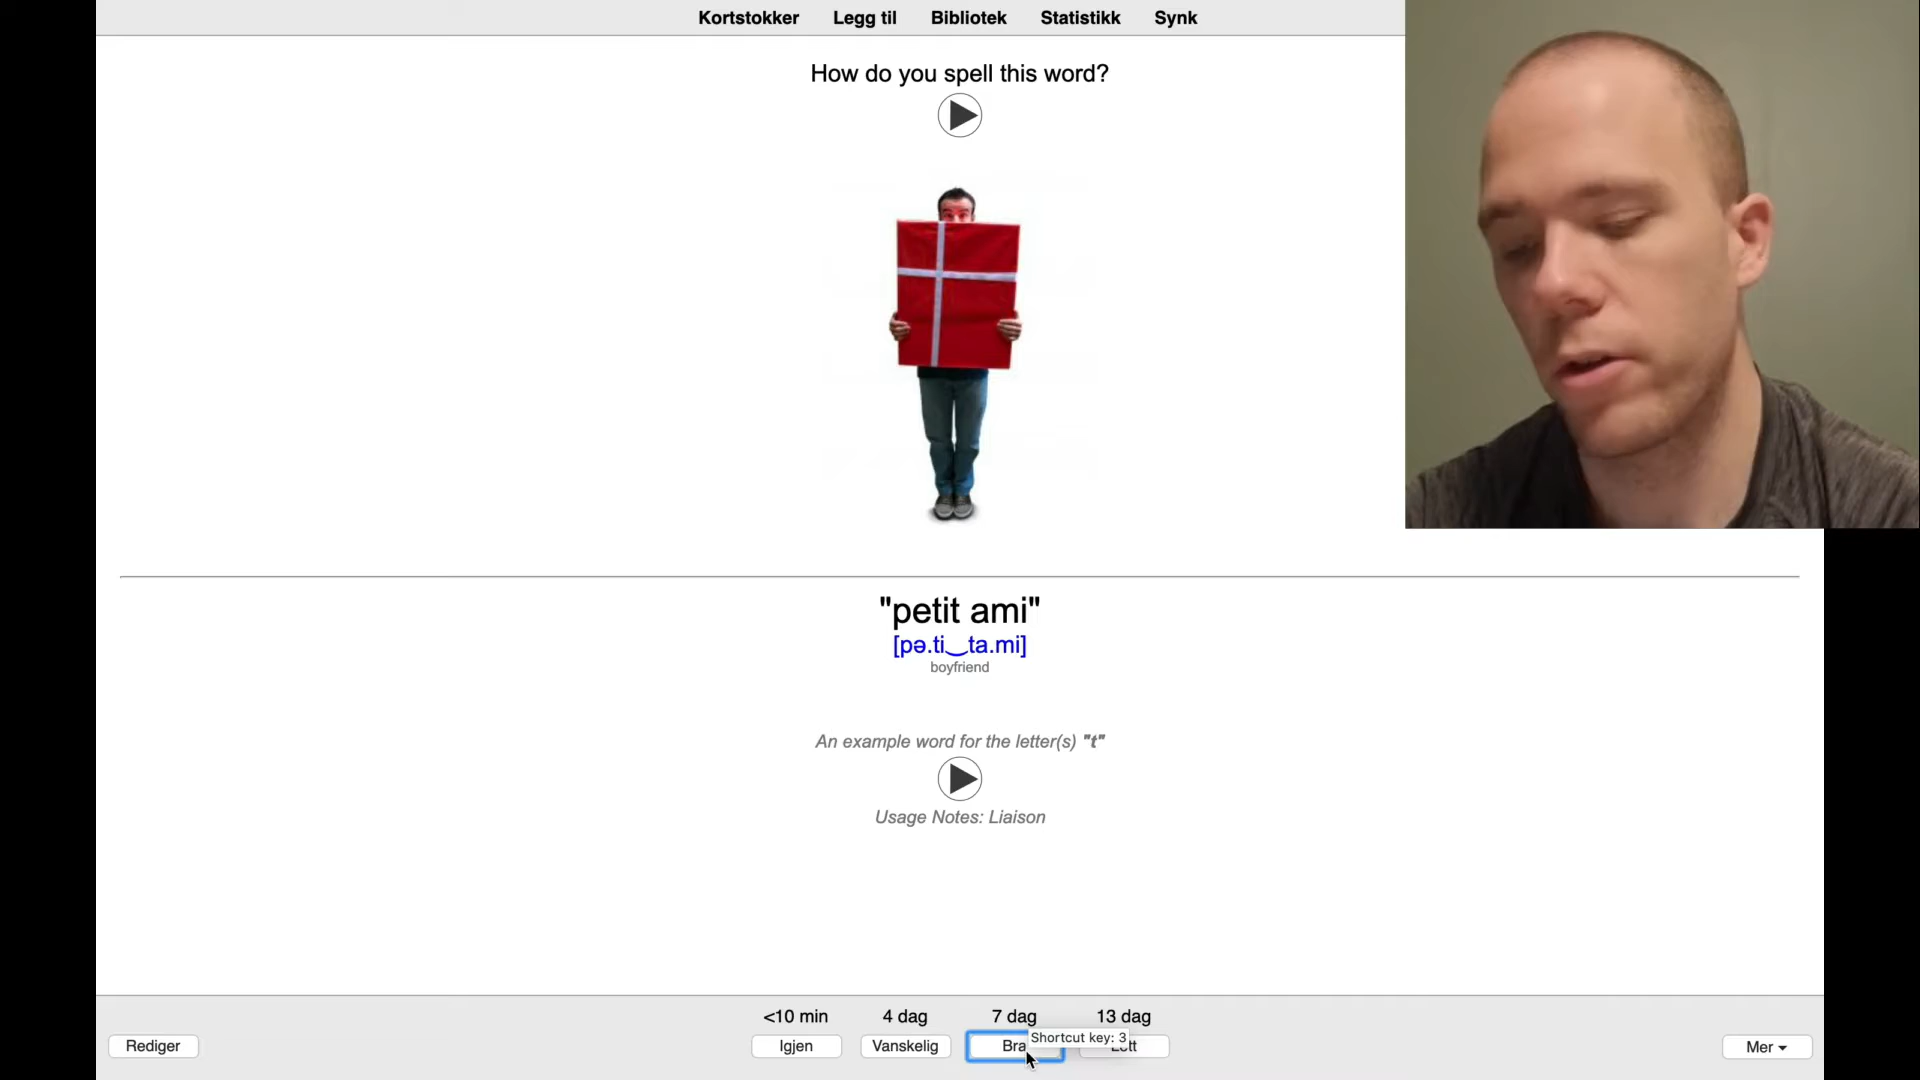 Kortstokker Legg til Bibliotek Statistikk Synk
How do you spell this word?
"petit ami"
[pə.ti‿ta.mi]
boyfriend
An example word for the letter(s) "t"
Usage Notes: Liaison
<10 min 4 dag 7 dag 13 dag
Shortcut key: 3
Rediger Igjen Vanskelig Bra Mer